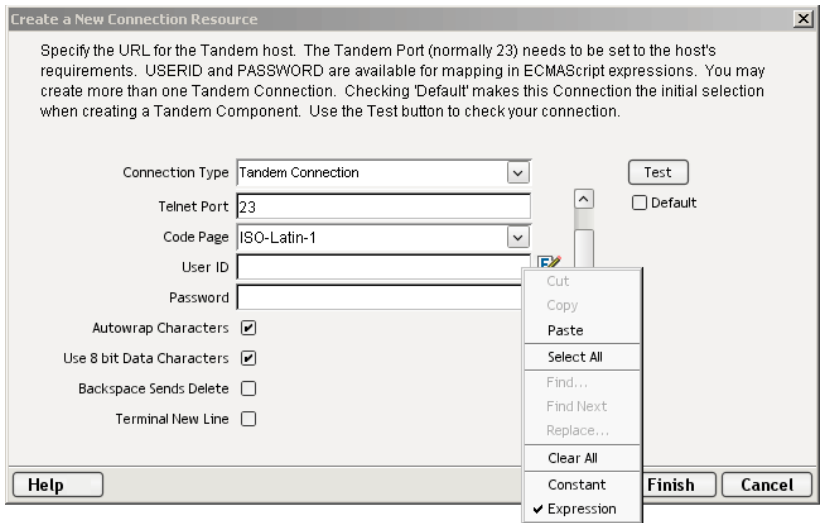 Create a New Connection Resource
Specify the URL for the Tandem host. The Tandem Port (normally 23) needs to be set to the host's
requirements. USERID and PASSWORD are available for mapping in ECMAScript expressions. You may
create more than one Tandem Connection. Checking 'Default' makes this Connection the initial selection
when creating a Tandem Component. Use the Test button to check your connection.
Connection Type Tandem Connection Test
Telnet Port 23 Default
Code Page ISO-Latin-1
User ID
Password
Autowrap Characters
Use 8 bit Data Characters
Backspace Sends Delete
Terminal New Line
Cut
Copy
Paste
Select All
Find...
Find Next
Replace...
Clear All
Constant
Expression
Help Finish Cancel